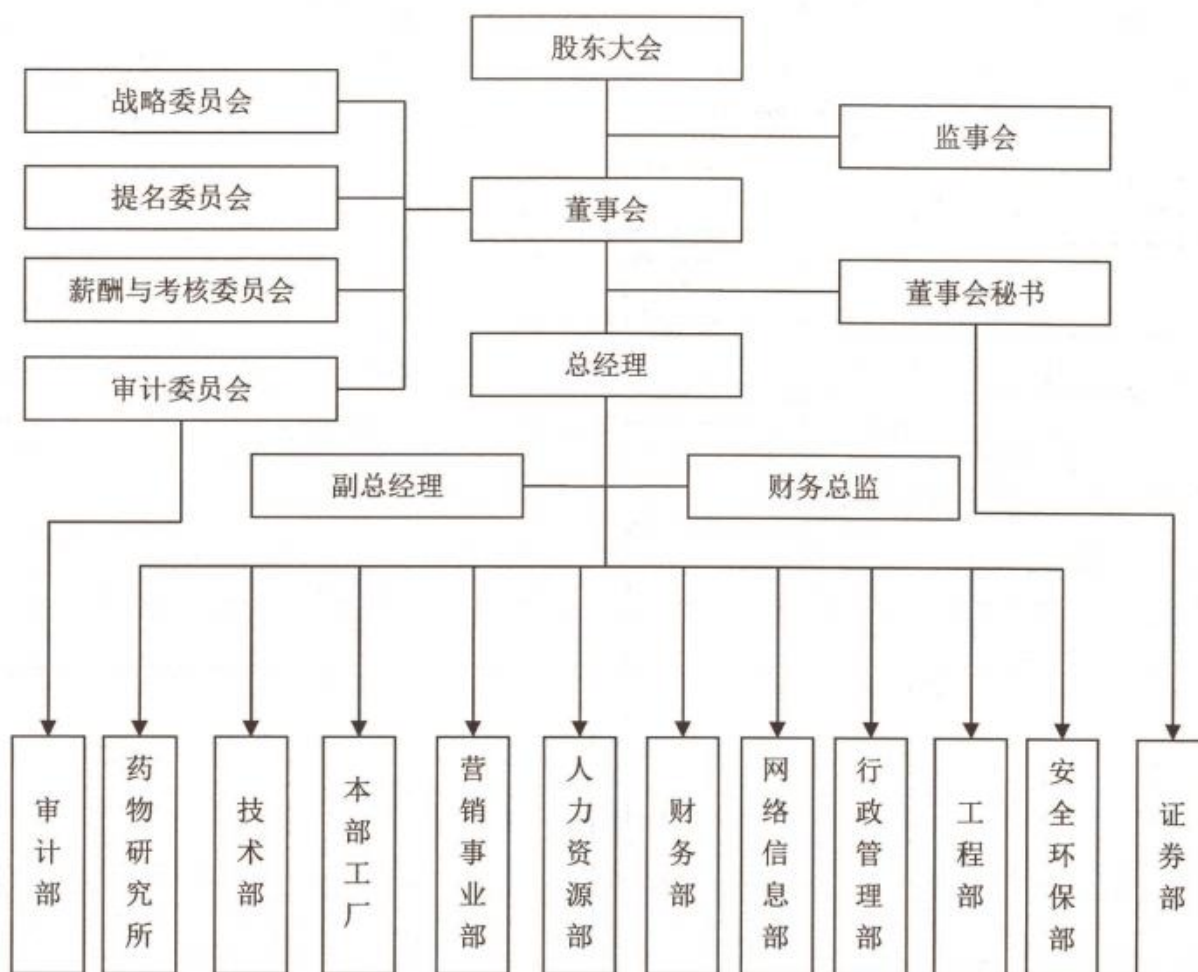 股东大会
战略委员会
监事会
提名委员会
董事会
薪酬与考核委员会
董事会秘书
总经理
审计委员会
副总经理
财务总监
审计部
药物研究所
技术部
本部工厂
营销事业部
人力资源部
财务部
网络信息部
行政管理部
工程部
安全环保部
证券部